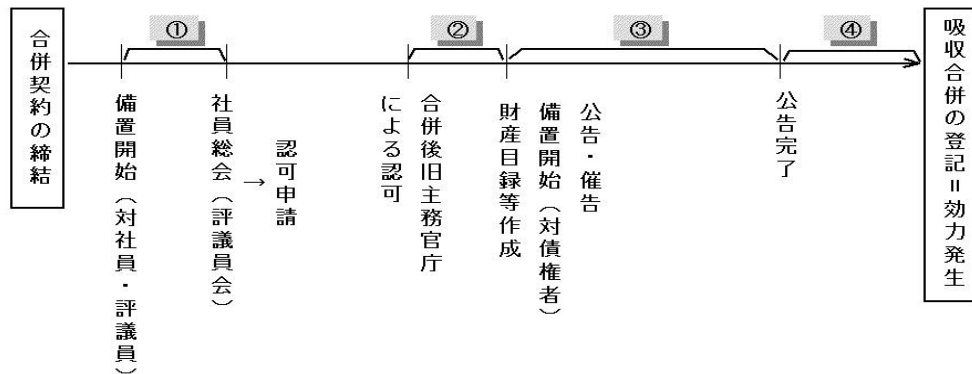 合併契約の締結
①
②
③
④
備置開始（対社員・評議員）
社員総会（評議員会）
→
認可申請
合併後旧主務官庁
による認可
財産目録等作成
備置開始（対債権者）
公告・催告
公告完了
吸収合併の登記＝効力発生